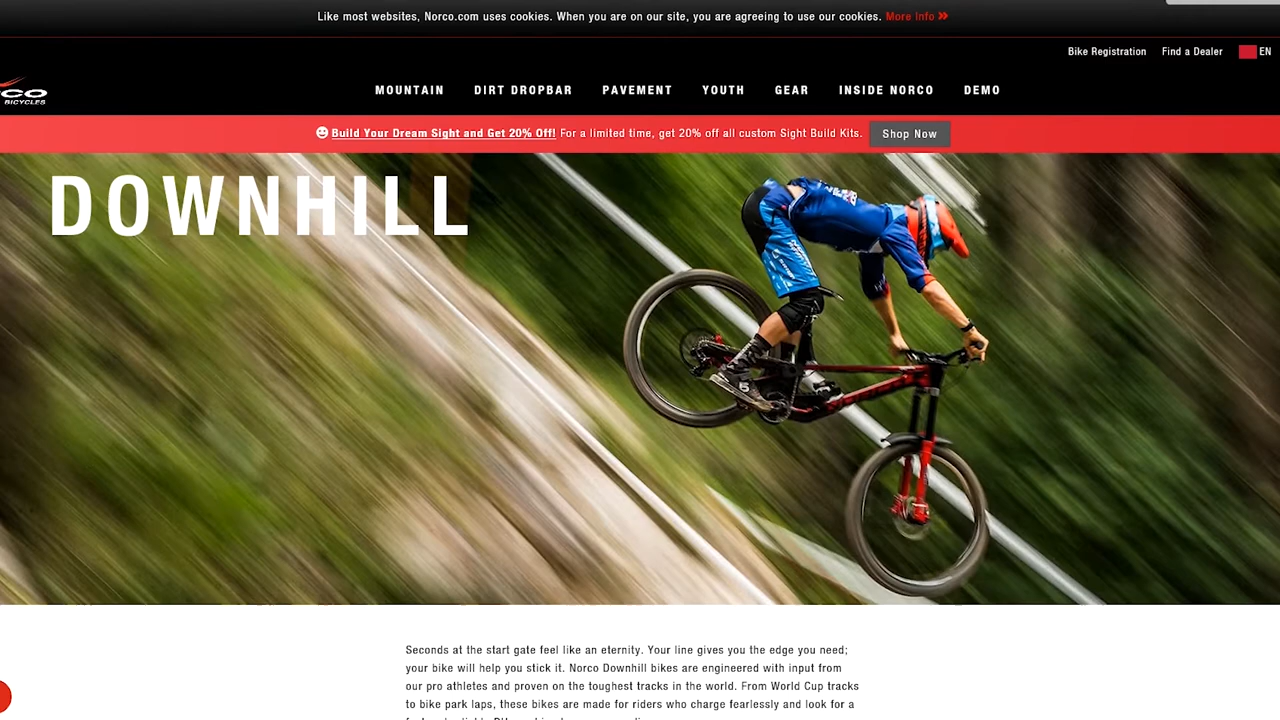 Like most websites, Norco.com uses cookies. When you are on our site, you are agreeing to use our cookies. More Info »
Bike Registration Find a Dealer EN
CO
BICYCLES
MOUNTAIN DIRT DROPBAR PAVEMENT YOUTH GEAR INSIDE NORCO DEMO
Build Your Dream Sight and Get 20% Off! For a limited time, get 20% off all custom Sight Build Kits. Shop Now
DOWNHILL
Seconds at the start gate feel like an eternity. Your line gives you the edge you need;
your bike will help you stick it. Norco Downhill bikes are engineered with input from
our pro athletes and proven on the toughest tracks in the world. From World Cup tracks
to bike park laps, these bikes are made for riders who charge fearlessly and look for a